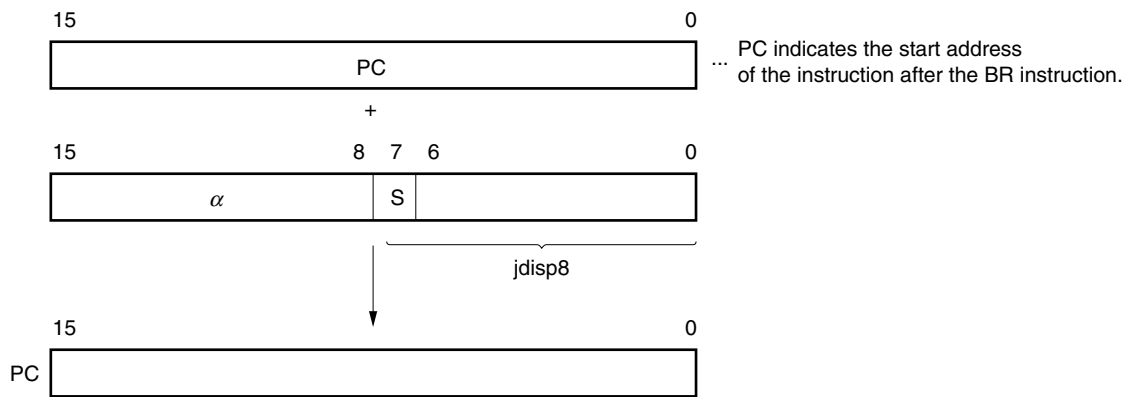 15 0
PC
... PC indicates the start address
of the instruction after the BR instruction.
+
15 8 7 6 0
α S
jdisp8
15 0
PC